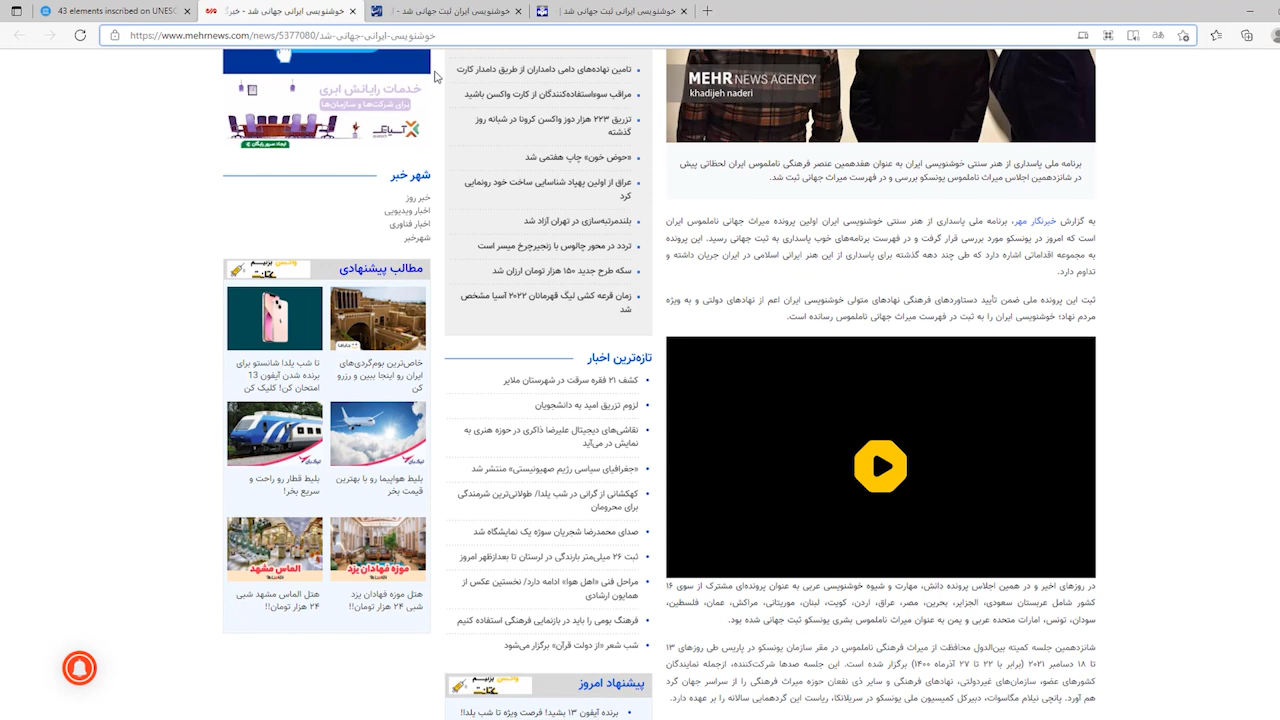 43 elements inscribed on UNESC
خوشنویسی ایرانی جهانی شد - خبرگ
خوشنویسی ایران ثبت جهانی شد -
خوشنویسی ایرانی ثبت جهانی شد |
https://www.mehrnews.com/news/5377080/خوشنویسی-ایرانی-جهانی-شد
MEHR NEWS AGENCY
khadijeh naderi
برنامه ملی پاسداری از هنر سنتی خوشنویسی ایران به عنوان هفدهمین عنصر فرهنگی ناملموس ایران لحظاتی پیش
در شانزدهمین اجلاس میراث ناملموس یونسکو بررسی و در فهرست میراث جهانی ثبت شد.
به گزارش خبرنگار مهر، برنامه ملی پاسداری از هنر سنتی خوشنویسی ایران اولین پرونده میراث جهانی ناملموس ایران
است که امروز در یونسکو مورد بررسی قرار گرفت و در فهرست برنامه‌های خوب پاسداری به ثبت جهانی رسید. این پرونده
به مجموعه اقداماتی اشاره دارد که طی چند دهه گذشته برای پاسداری از این هنر ایرانی اسلامی در ایران جریان داشته و
تداوم دارد.
ثبت این پرونده ملی ضمن تأیید دستاوردهای فرهنگی نهادهای متولی خوشنویسی ایران اعم از نهادهای دولتی و به ویژه
مردم نهاد؛ خوشنویسی ایران را به ثبت در فهرست میراث جهانی ناملموس رسانده است.
در روزهای اخیر و در همین اجلاس پرونده دانش، مهارت و شیوه خوشنویسی عربی به عنوان پرونده‌ای مشترک از سوی ۱۶
کشور شامل عربستان سعودی، الجزایر، بحرین، مصر، عراق، اردن، کویت، لبنان، موریتانی، مراکش، عمان، فلسطین،
سودان، تونس، امارات متحده عربی و یمن به عنوان میراث ناملموس بشری یونسکو ثبت جهانی شده بود.
شانزدهمین جلسه کمیته بین‌الدول محافظت از میراث فرهنگی ناملموس در مقر سازمان یونسکو در پاریس طی روزهای ۱۳
تا ۱۸ دسامبر ۲۰۲۱ (برابر با ۲۲ تا ۲۷ آذرماه ۱۴۰۰) برگزار شده است. این جلسه صدها شرکت‌کننده، ازجمله نمایندگان
کشورهای عضو، سازمان‌های غیردولتی، نهادهای فرهنگی و سایر ذی نفعان حوزه میراث فرهنگی را از سراسر جهان گرد
هم آورد. پانچی نیلام مگاسوات، دبیرکل کمیسیون ملی یونسکو در سریلانکا، ریاست این گردهمایی سالانه را بر عهده دارد.
تامین نهاده‌های دامی دامداران از طریق دامدار کارت
مراقب سوءاستفاده‌کنندگان از کارت واکسن باشید
تزریق ۲۲۳ هزار دوز واکسن کرونا در شبانه روز
گذشته
«حوض خون» چاپ هفتمی شد
عراق از اولین پهپاد شناسایی ساخت خود رونمایی
کرد
بلندمرتبه‌سازی در تهران آزاد شد
تردد در محور چالوس با زنجیرچرخ میسر است
سکه طرح جدید ۱۵۰ هزار تومان ارزان شد
زمان قرعه کشی لیگ قهرمانان ۲۰۲۲ آسیا مشخص
شد
تازه‌ترین اخبار
کشف ۲۱ فقره سرقت در شهرستان ملایر
لزوم تزریق امید به دانشجویان
نقاشی‌های دیجیتال علیرضا ذاکری در حوزه هنری به
نمایش در می‌آید
«جغرافیای سیاسی رژیم صهیونیستی» منتشر شد
کهکشانی از گرانی در شب یلدا/ طولانی‌ترین شرمندگی
برای محرومان
صدای محمدرضا شجریان سوژه یک نمایشگاه شد
ثبت ۲۶ میلی‌متر بارندگی در لرستان تا بعدازظهر امروز
مراحل فنی «اهل هوا» ادامه دارد/ نخستین عکس از
همایون ارشادی
فرهنگ بومی را باید در بازنمایی فرهنگی استفاده کنیم
شب شعر «از دولت قرآن» برگزار می‌شود
پیشنهاد امروز
برنده آیفون ۱۳ بشید! فرصت ویژه تا شب یلدا!
خدمات رایانش ابری
برای شرکت‌ها و سازمان‌ها
آسیاتک
شهر خبر
خبر روز
اخبار ویدیویی
اخبار فناوری
شهرخبر
مطالب پیشنهادی
خاص‌ترین بوم‌گردی‌های
ایران رو اینجا ببین و رزرو
کن
تا شب یلدا شانستو برای
برنده شدن آیفون 13
امتحان کن! کلیک کن
بلیط هواپیما رو با بهترین
قیمت بخر
بلیط قطار رو راحت و
سریع بخر!
موزه فهادان یزد
الماس مشهد
هتل موزه فهادان یزد
شبی ۲۴ هزار تومان!!
هتل الماس مشهد شبی
۲۴ هزار تومان!!